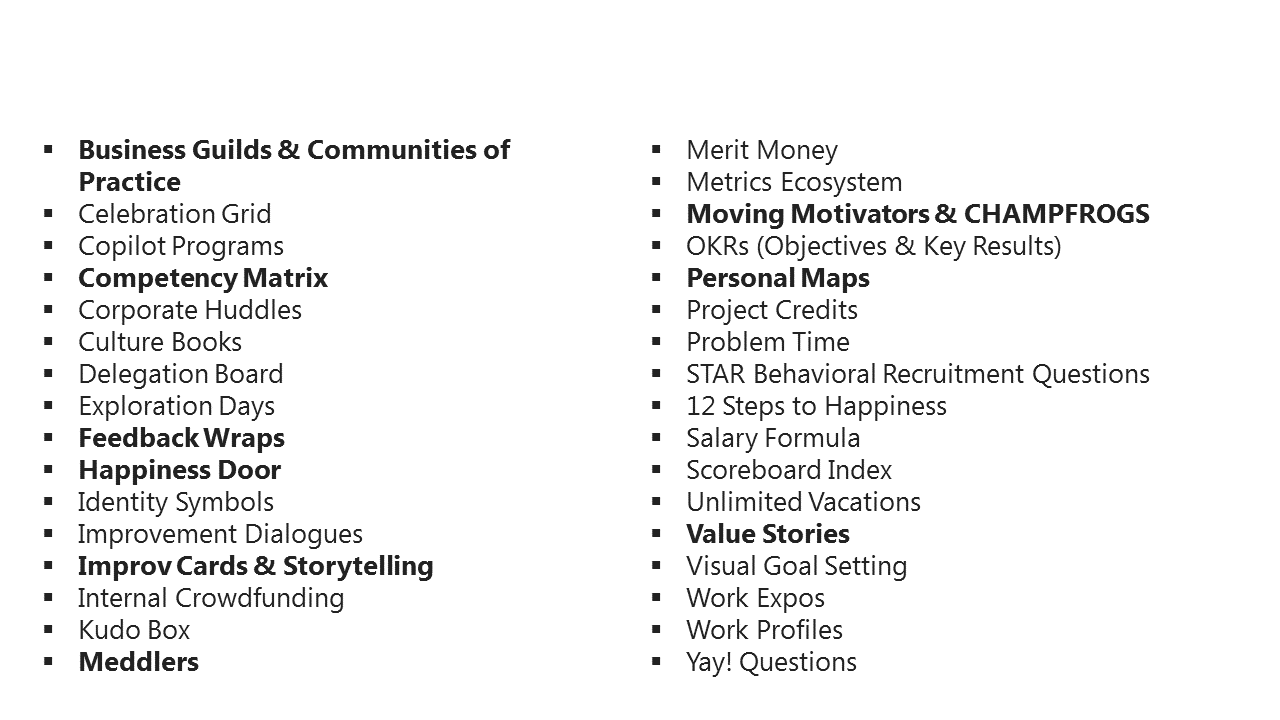 ▪ Business Guilds & Communities of
Practice
▪ Celebration Grid
▪ Copilot Programs
▪ Competency Matrix
▪ Corporate Huddles
▪ Culture Books
▪ Delegation Board
▪ Exploration Days
▪ Feedback Wraps
▪ Happiness Door
▪ Identity Symbols
▪ Improvement Dialogues
▪ Improv Cards & Storytelling
▪ Internal Crowdfunding
▪ Kudo Box
▪ Meddlers
▪ Merit Money
▪ Metrics Ecosystem
▪ Moving Motivators & CHAMPFROGS
▪ OKRs (Objectives & Key Results)
▪ Personal Maps
▪ Project Credits
▪ Problem Time
▪ STAR Behavioral Recruitment Questions
▪ 12 Steps to Happiness
▪ Salary Formula
▪ Scoreboard Index
▪ Unlimited Vacations
▪ Value Stories
▪ Visual Goal Setting
▪ Work Expos
▪ Work Profiles
▪ Yay! Questions